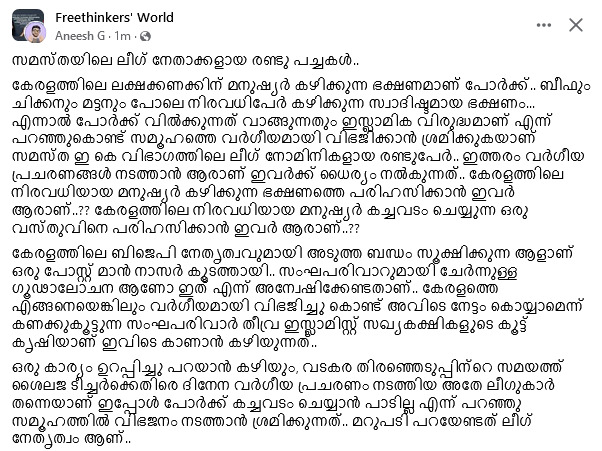 Freethinkers' World
Aneesh G · 1m ·
സമസ്തയിലെ ലീഗ് നേതാക്കളായ രണ്ടു പച്ചകൾ..
കേരളത്തിലെ ലക്ഷക്കണക്കിന് മനുഷ്യർ കഴിക്കുന്ന ഭക്ഷണമാണ് പോർക്ക്.. ബീഫും
ചിക്കനും മട്ടനും പോലെ നിരവധിപേർ കഴിക്കുന്ന സ്വാദിഷ്ടമായ ഭക്ഷണം...
എന്നാൽ പോർക്ക് വിൽക്കുന്നത് വാങ്ങുന്നതും ഇസ്ലാമിക വിരുദ്ധമാണ് എന്ന്
പറഞ്ഞുകൊണ്ട് സമൂഹത്തെ വർഗീയമായി വിഭജിക്കാൻ ശ്രമിക്കുകയാണ്
സമസ്ത ഇ കെ വിഭാഗത്തിലെ ലീഗ് നോമിനികളായ രണ്ടുപേർ.. ഇത്തരം വർഗീയ
പ്രചരണങ്ങൾ നടത്താൻ ആരാണ് ഇവർക്ക് ധൈര്യം നൽകുന്നത്.. കേരളത്തിലെ
നിരവധിയായ മനുഷ്യർ കഴിക്കുന്ന ഭക്ഷണത്തെ പരിഹസിക്കാൻ ഇവർ
ആരാണ്..?? കേരളത്തിലെ നിരവധിയായ മനുഷ്യർ കച്ചവടം ചെയ്യുന്ന ഒരു
വസ്തുവിനെ പരിഹസിക്കാൻ ഇവർ ആരാണ്..??
കേരളത്തിലെ ബിജെപി നേതൃത്വവുമായി അടുത്ത ബന്ധം സൂക്ഷിക്കുന്ന ആളാണ്
ഒരു പോസ്റ്റ് മാൻ നാസർ കൂടത്തായി.. സംഘപരിവാറുമായി ചേർന്നുള്ള
ഗൂഢാലോചന ആണോ ഇത് എന്ന് അന്വേഷിക്കേണ്ടതാണ്.. കേരളത്തെ
എങ്ങനെയെങ്കിലും വർഗീയമായി വിഭജിച്ചു കൊണ്ട് അവിടെ നേട്ടം കൊയ്യാമെന്ന്
കണക്കുകൂട്ടുന്ന സംഘപരിവാർ തീവ്ര ഇസ്ലാമിസ്റ്റ് സഖ്യകക്ഷികളുടെ കൂട്ട്
കൃഷിയാണ് ഇവിടെ കാണാൻ കഴിയുന്നത്..
ഒരു കാര്യം ഉറപ്പിച്ചു പറയാൻ കഴിയും, വടകര തിരഞ്ഞെടുപ്പിന്റെ സമയത്ത്
ശൈലജ ടീച്ചർക്കെതിരെ ദിനേന വർഗീയ പ്രചരണം നടത്തിയ അതേ ലീഗുകാർ
തന്നെയാണ് ഇപ്പോൾ പോർക്ക് കച്ചവടം ചെയ്യാൻ പാടില്ല എന്ന് പറഞ്ഞു
സമൂഹത്തിൽ വിഭജനം നടത്താൻ ശ്രമിക്കുന്നത്.. മറുപടി പറയേണ്ടത് ലീഗ്
നേതൃത്വം ആണ്..